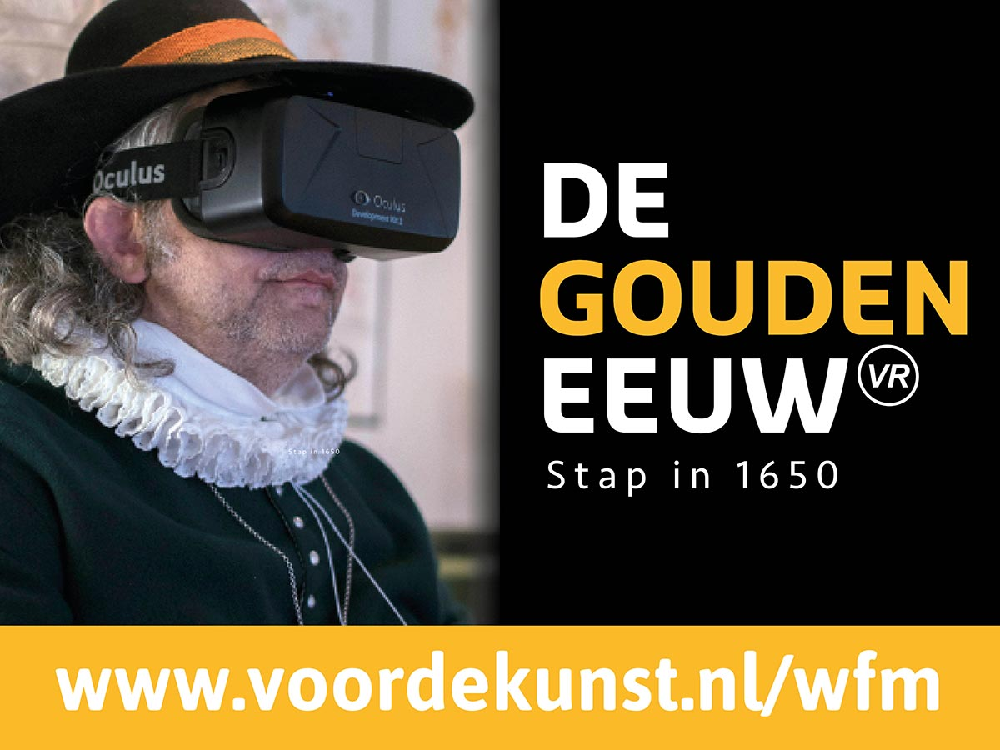 Oculus
Oculus
Development Kit 2
Stap in 1650
DE
GOUDEN
EEUW VR
Stap in 1650
www.voordekunst.nl/wfm